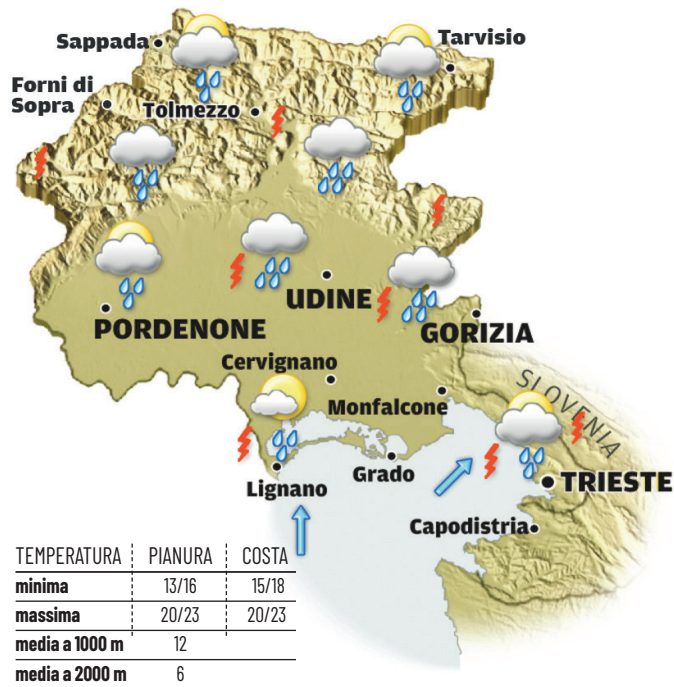 Sappada
Tarvisio
Forni di
Sopra
Tolmezzo
UDINE
PORDENONE
GORIZIA
Cervignano
SLOVENIA
Monfalcone
Grado
Lignano
TRIESTE
Capodistria
TEMPERATURA PIANURA COSTA
minima 13/16 15/18
massima 20/23 20/23
media a 1000 m 12
media a 2000 m 6